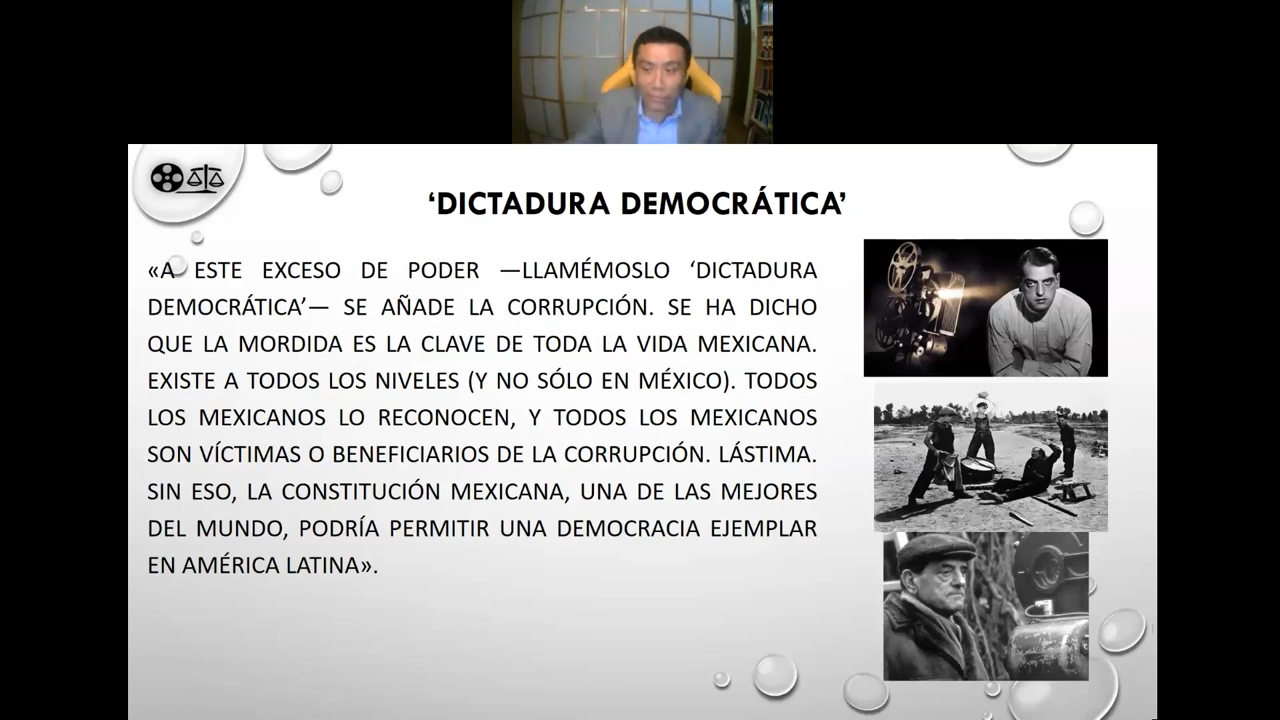 ‘DICTADURA DEMOCRÁTICA’
«A ESTE EXCESO DE PODER —LLAMÉMOSLO ‘DICTADURA
DEMOCRÁTICA’— SE AÑADE LA CORRUPCIÓN. SE HA DICHO
QUE LA MORDIDA ES LA CLAVE DE TODA LA VIDA MEXICANA.
EXISTE A TODOS LOS NIVELES (Y NO SÓLO EN MÉXICO). TODOS
LOS MEXICANOS LO RECONOCEN, Y TODOS LOS MEXICANOS
SON VÍCTIMAS O BENEFICIARIOS DE LA CORRUPCIÓN. LÁSTIMA.
SIN ESO, LA CONSTITUCIÓN MEXICANA, UNA DE LAS MEJORES
DEL MUNDO, PODRÍA PERMITIR UNA DEMOCRACIA EJEMPLAR
EN AMÉRICA LATINA».